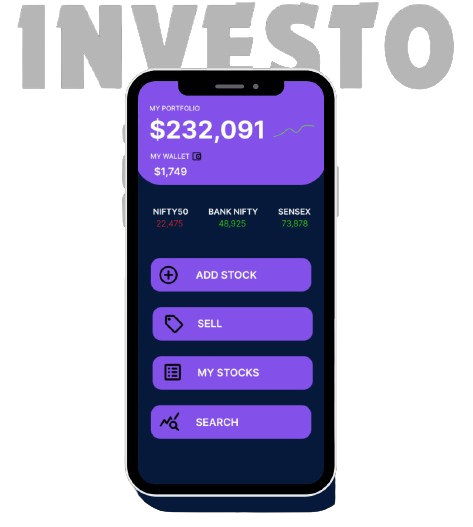 INVESTO
MY PORTFOLIO
$232,091
MY WALLET
$1,749
NIFTY50 BANK NIFTY SENSEX
22,475 48,925 73,878
ADD STOCK
SELL
MY STOCKS
SEARCH